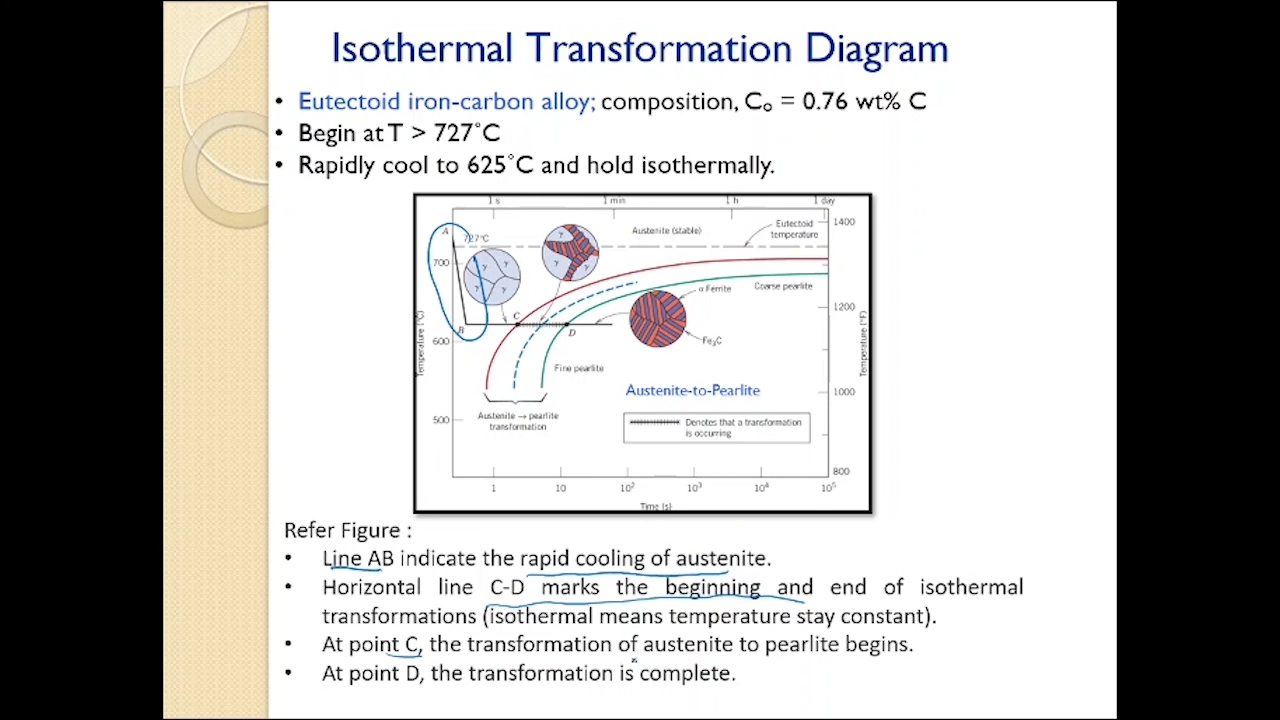 Isothermal Transformation Diagram
• Eutectoid iron-carbon alloy; composition, Cₒ = 0.76 wt% C
• Begin at T > 727˚C
• Rapidly cool to 625˚C and hold isothermally.
1 s 1 min 1 h 1 day
Austenite (stable)
Eutectoid
temperature
1400
A
727°C
γ
γ γ
γ γ
γ γ
700
α Ferrite
Coarse pearlite
1200
C
B
D
600
Fe₃C
Temperature (°C)
Temperature (°F)
Fine pearlite
Austenite-to-Pearlite
1000
500
Austenite → pearlite
transformation
Denotes that a transformation
is occurring
800
1 10 10² 10³ 10⁴ 10⁵
Time (s)
Refer Figure :
• Line AB indicate the rapid cooling of austenite.
• Horizontal line C-D marks the beginning and end of isothermal
transformations (isothermal means temperature stay constant).
• At point C, the transformation of austenite to pearlite begins.
• At point D, the transformation is complete.